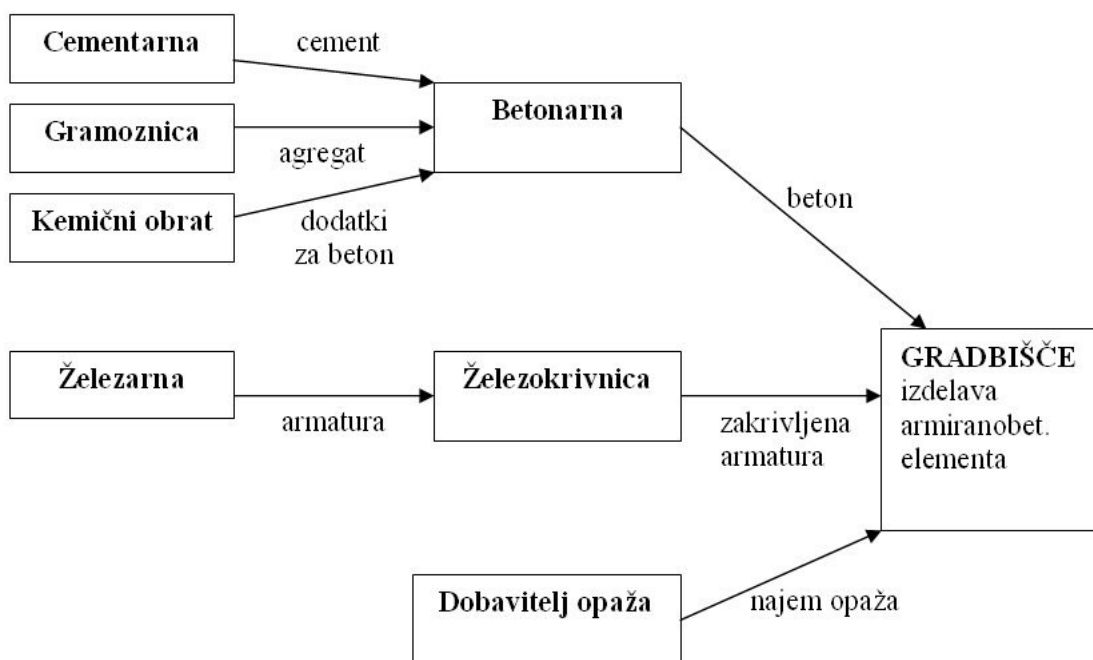 Cementarna
cement
Gramoznica
agregat
Kemični obrat
dodatki
za beton
Betonarna
beton
Železarna
armatura
Železokrivnica
zakrivljena
armatura
GRADBIŠČE
izdelava
armiranobet.
elementa
Dobavitelj opaža
najem opaža